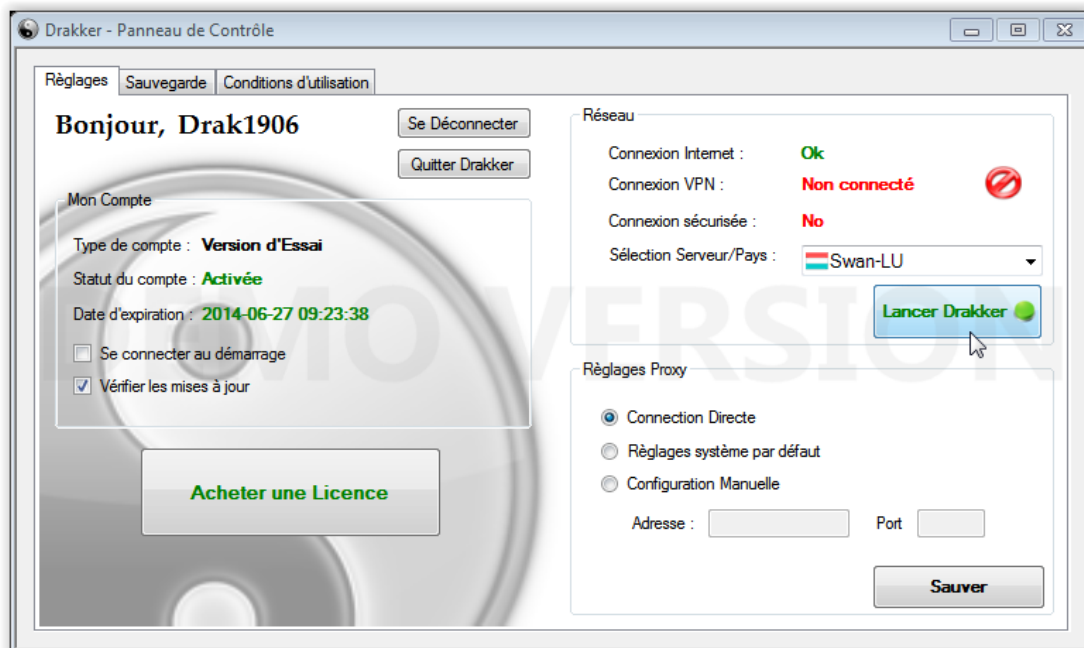 Drakker - Panneau de Contrôle
Règlages Sauvegarde Conditions d'utilisation
Bonjour, Drak1906
Se Déconnecter
Quitter Drakker
Mon Compte
Type de compte : Version d'Essai
Statut du compte : Activée
Date d'expiration : 2014-06-27 09:23:38
Se connecter au démarrage
Vérifier les mises à jour
Acheter une Licence
Réseau
Connexion Internet : Ok
Connexion VPN : Non connecté
Connexion sécurisée : No
Sélection Serveur/Pays : Swan-LU
Lancer Drakker
Règlages Proxy
Connection Directe
Règlages système par défaut
Configuration Manuelle
Adresse : Port
Sauver
DEMO VERSION